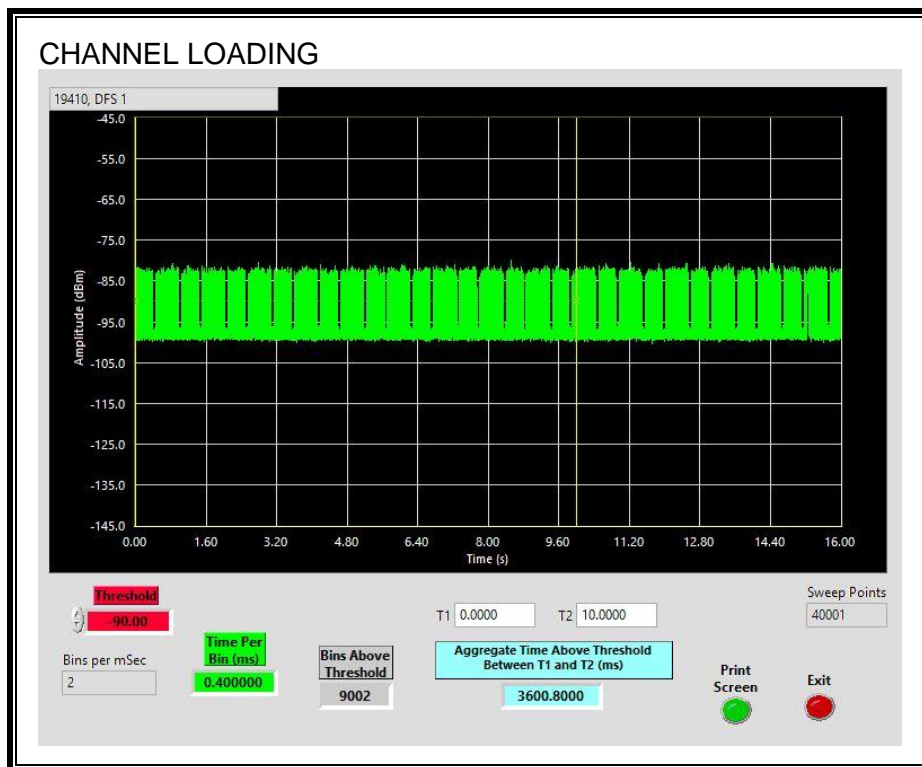 CHANNEL LOADING
19410, DFS 1
-45.0
-55.0
-65.0
-75.0
-85.0
-95.0
-105.0
-115.0
-125.0
-135.0
-145.0
Amplitude (dBm)
0.00 1.60 3.20 4.80 6.40 8.00 9.60 11.20 12.80 14.40 16.00
Time (s)
Threshold
-90.00
Bins per mSec
2
Time Per
Bin (ms)
0.400000
Bins Above
Threshold
9002
T1 0.0000 T2 10.0000
Aggregate Time Above Threshold
Between T1 and T2 (ms)
3600.8000
Sweep Points
40001
Print
Screen
Exit